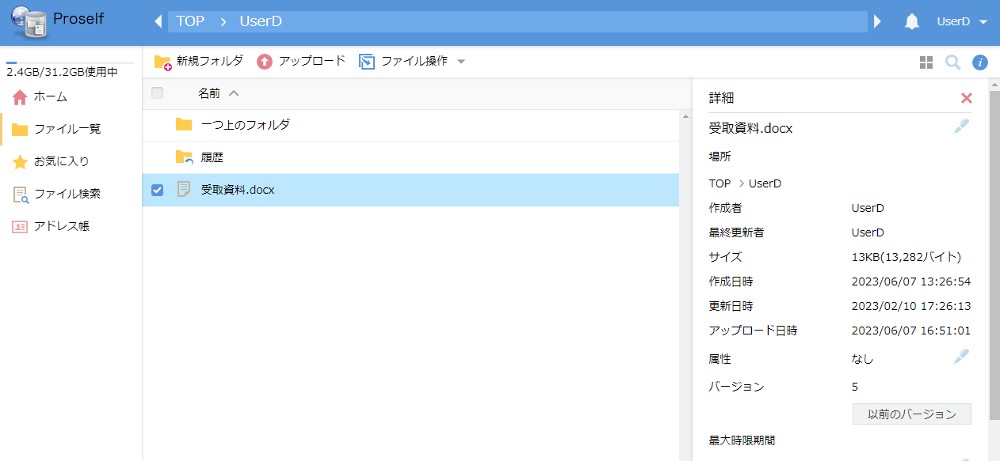 Proself
TOP > UserD
UserD
2.4GB/31.2GB使用中
ホーム
ファイル一覧
お気に入り
ファイル検索
アドレス帳
新規フォルダ アップロード ファイル操作
名前
一つ上のフォルダ
履歴
受取資料.docx
詳細
受取資料.docx
場所
TOP > UserD
作成者 UserD
最終更新者 UserD
サイズ 13KB(13,282バイト)
作成日時 2023/06/07 13:26:54
更新日時 2023/02/10 17:26:13
アップロード日時 2023/06/07 16:51:01
属性 なし
バージョン 5
以前のバージョン
最大時限期間